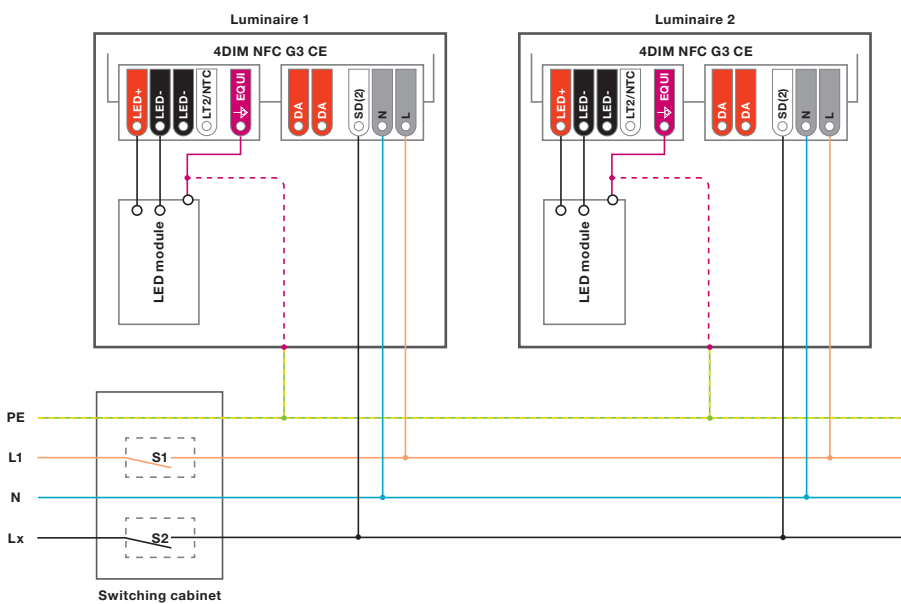 Luminaire 1
4DIM NFC G3 CE
LED+
LED-
LED-
LT2/NTC
EQUI
DA
DA
SD(2)
N
L
LED module
Luminaire 2
4DIM NFC G3 CE
LED+
LED-
LED-
LT2/NTC
EQUI
DA
DA
SD(2)
N
L
LED module
PE
L1
S1
N
Lx
S2
Switching cabinet